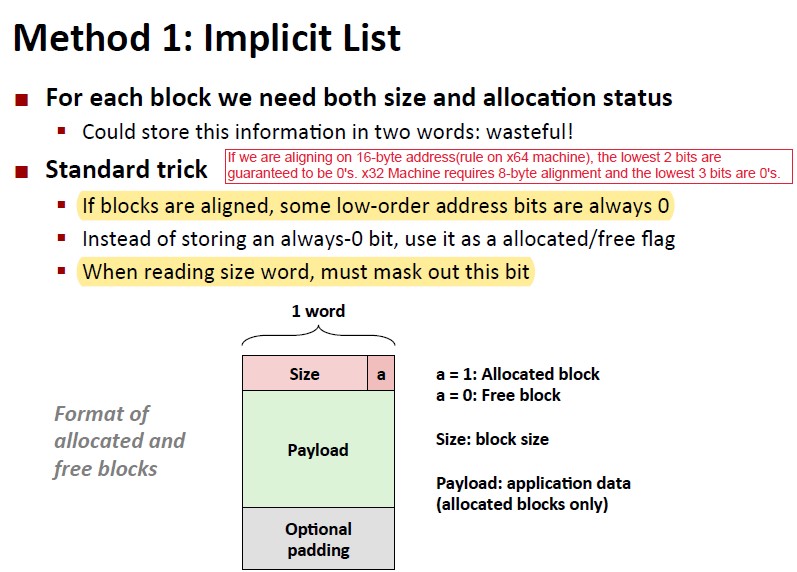 Method 1: Implicit List
■ For each block we need both size and allocation status
▪ Could store this information in two words: wasteful!
■ Standard trick
If we are aligning on 16-byte address(rule on x64 machine), the lowest 2 bits are
guaranteed to be 0's. x32 Machine requires 8-byte alignment and the lowest 3 bits are 0's.
▪ If blocks are aligned, some low-order address bits are always 0
▪ Instead of storing an always-0 bit, use it as a allocated/free flag
▪ When reading size word, must mask out this bit
1 word
Size a
a = 1: Allocated block
a = 0: Free block
Format of
allocated and
free blocks
Payload
Size: block size
Payload: application data
(allocated blocks only)
Optional
padding